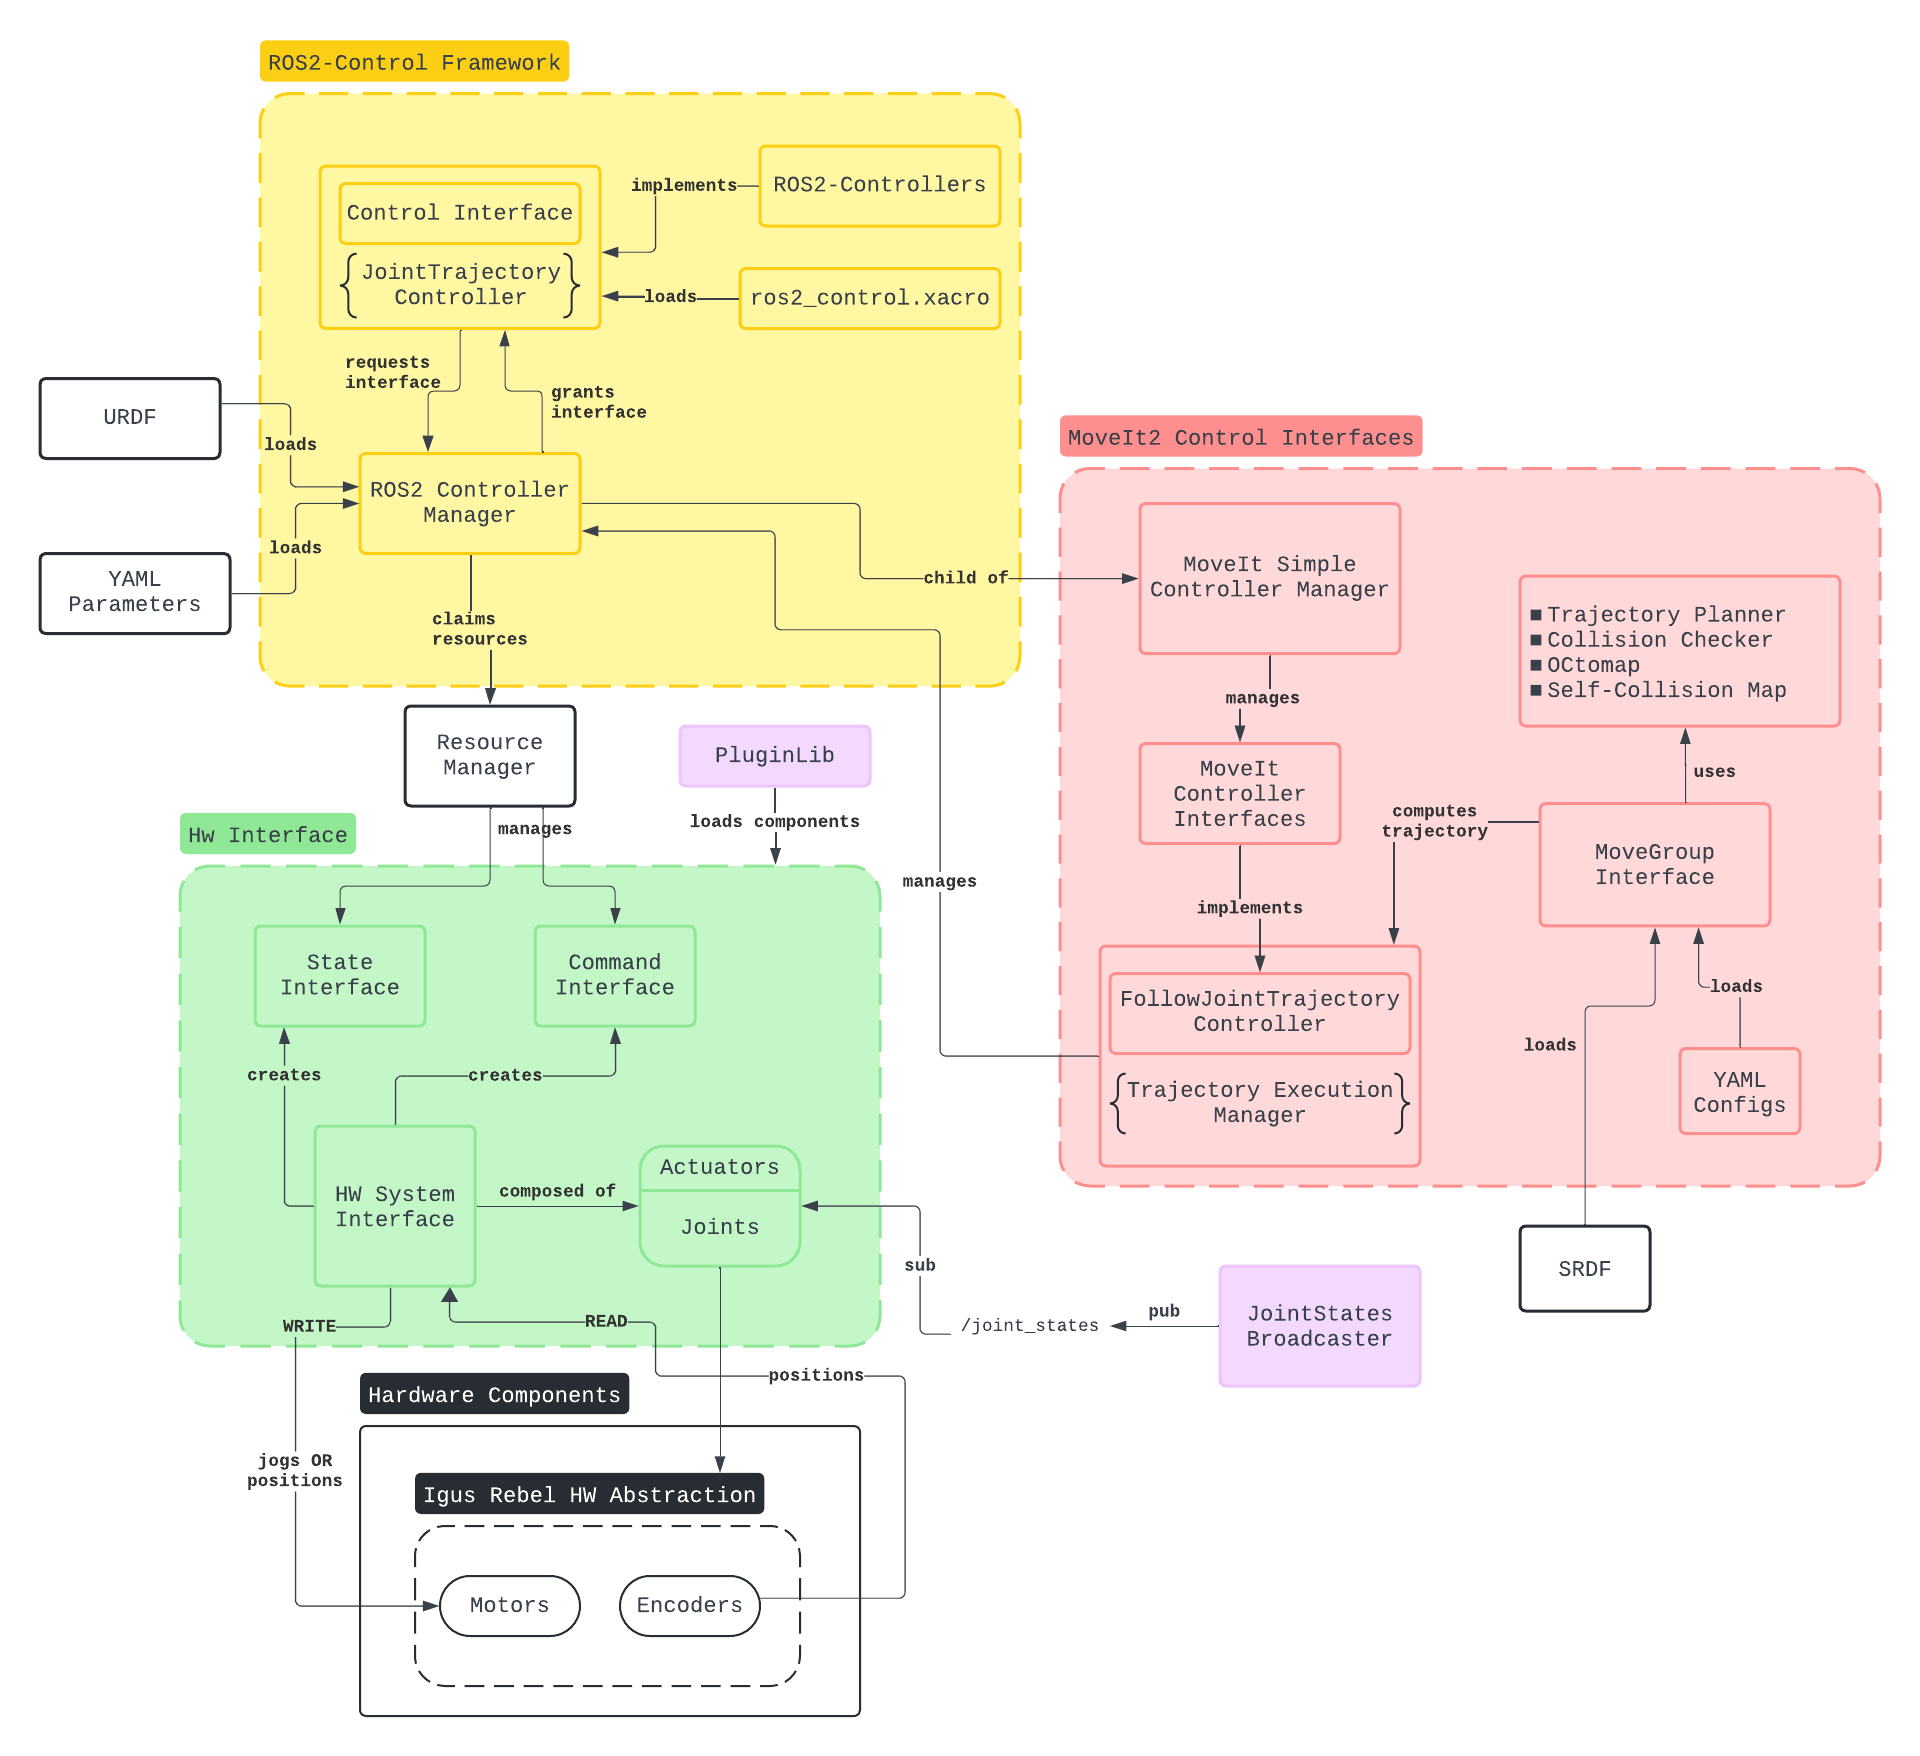 ROS2-Control Framework
Control Interface
JointTrajectory
Controller
implements
ROS2-Controllers
loads
ros2_control.xacro
requests
interface
grants
interface
URDF
loads
YAML
Parameters
loads
ROS2 Controller
Manager
claims
resources
child of
manages
Resource
Manager
PluginLib
loads components
manages
Hw Interface
State
Interface
Command
Interface
creates
creates
HW System
Interface
composed of
Actuators
Joints
WRITE
READ
positions
sub
/joint_states
pub
JointStates
Broadcaster
Hardware Components
jogs OR
positions
Igus Rebel HW Abstraction
Motors
Encoders
MoveIt2 Control Interfaces
MoveIt Simple
Controller Manager
manages
MoveIt
Controller
Interfaces
implements
FollowJointTrajectory
Controller
Trajectory Execution
Manager
■ Trajectory Planner
■ Collision Checker
■ OCtomap
■ Self-Collision Map
uses
computes
trajectory
MoveGroup
Interface
loads
loads
YAML
Configs
SRDF